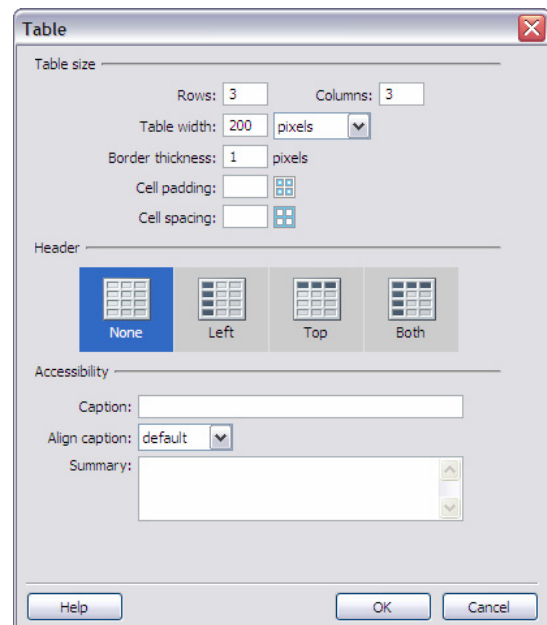 Table
Table size
Rows: 3 Columns: 3
Table width: 200 pixels
Border thickness: 1 pixels
Cell padding:
Cell spacing:
Header
None Left Top Both
Accessibility
Caption:
Align caption: default
Summary:
Help OK Cancel